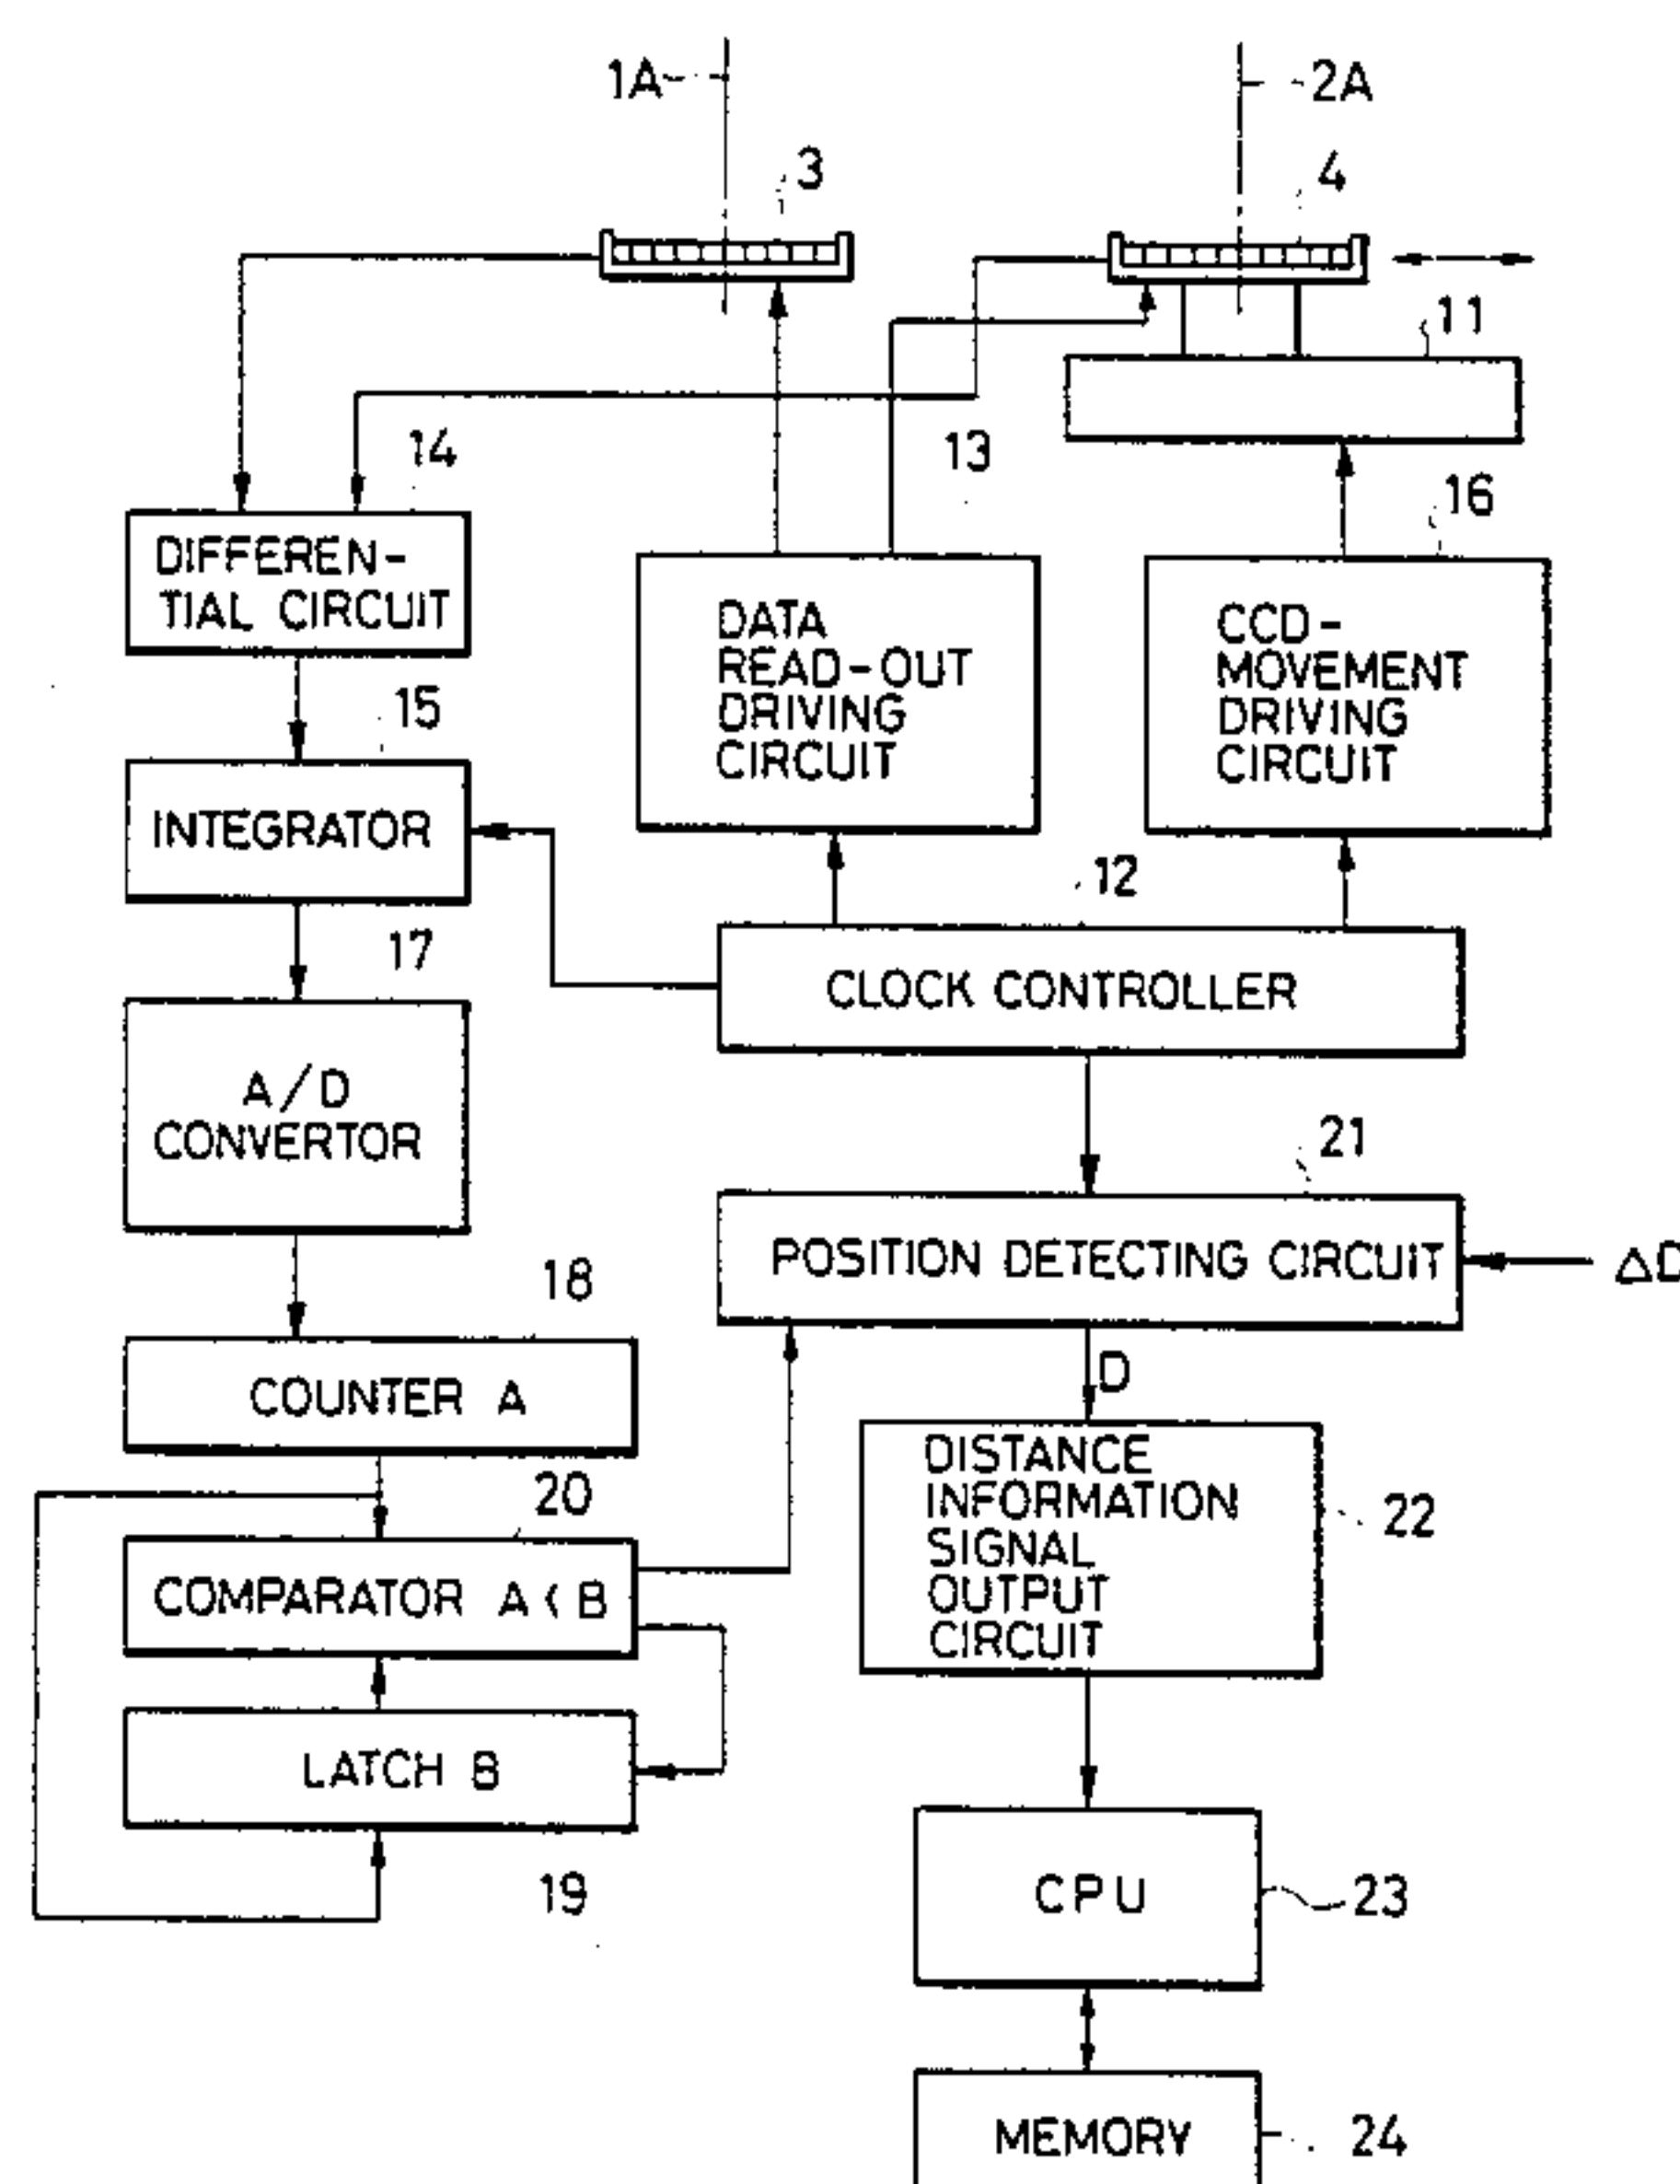 1A
2A
3
4
11
14
13
16
DIFFEREN-
TIAL CIRCUIT
DATA
READ-OUT
DRIVING
CIRCUIT
CCD-
MOVEMENT
DRIVING
CIRCUIT
15
INTEGRATOR
12
17
CLOCK CONTROLLER
A/D
CONVERTOR
21
POSITION DETECTING CIRCUIT
18
COUNTER A
D
20
DISTANCE
INFORMATION
SIGNAL
OUTPUT
CIRCUIT
22
COMPARATOR A<B
LATCH B
19
CPU
23
MEMORY
24